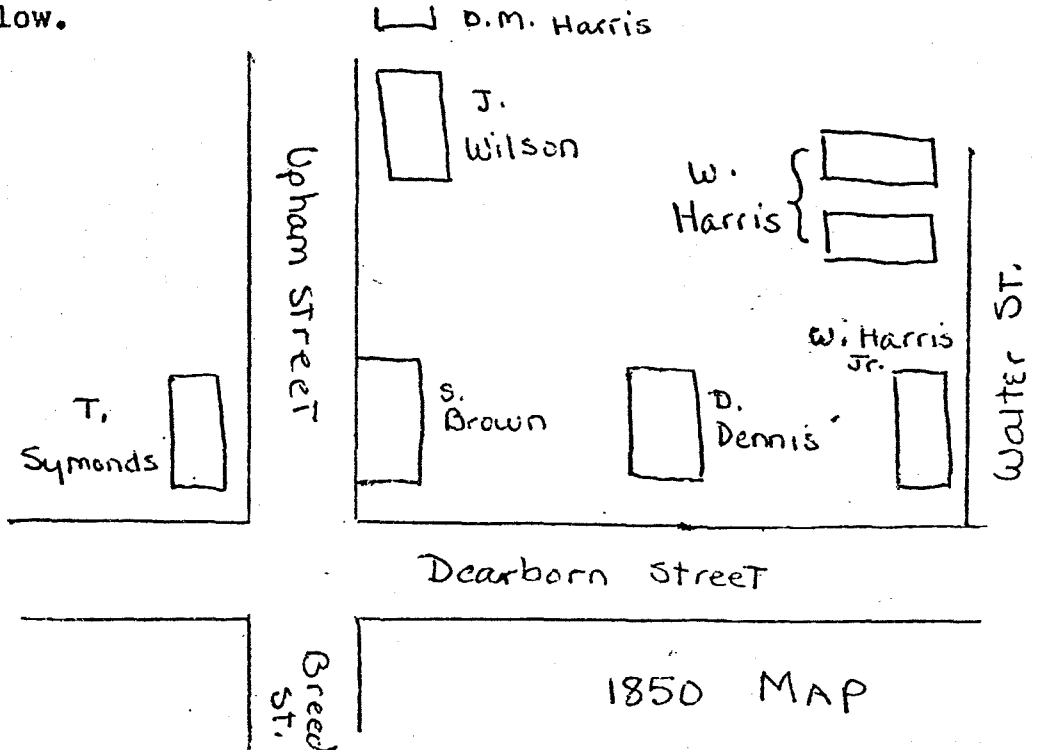 low.
D.M. Harris
J.
Wilson
W.
Harris
Upham Street
Walter St.
W. Harris
Jr.
T.
Symonds
S.
Brown
D.
Dennis
Dearborn Street
Breed
St.
1850 MAP